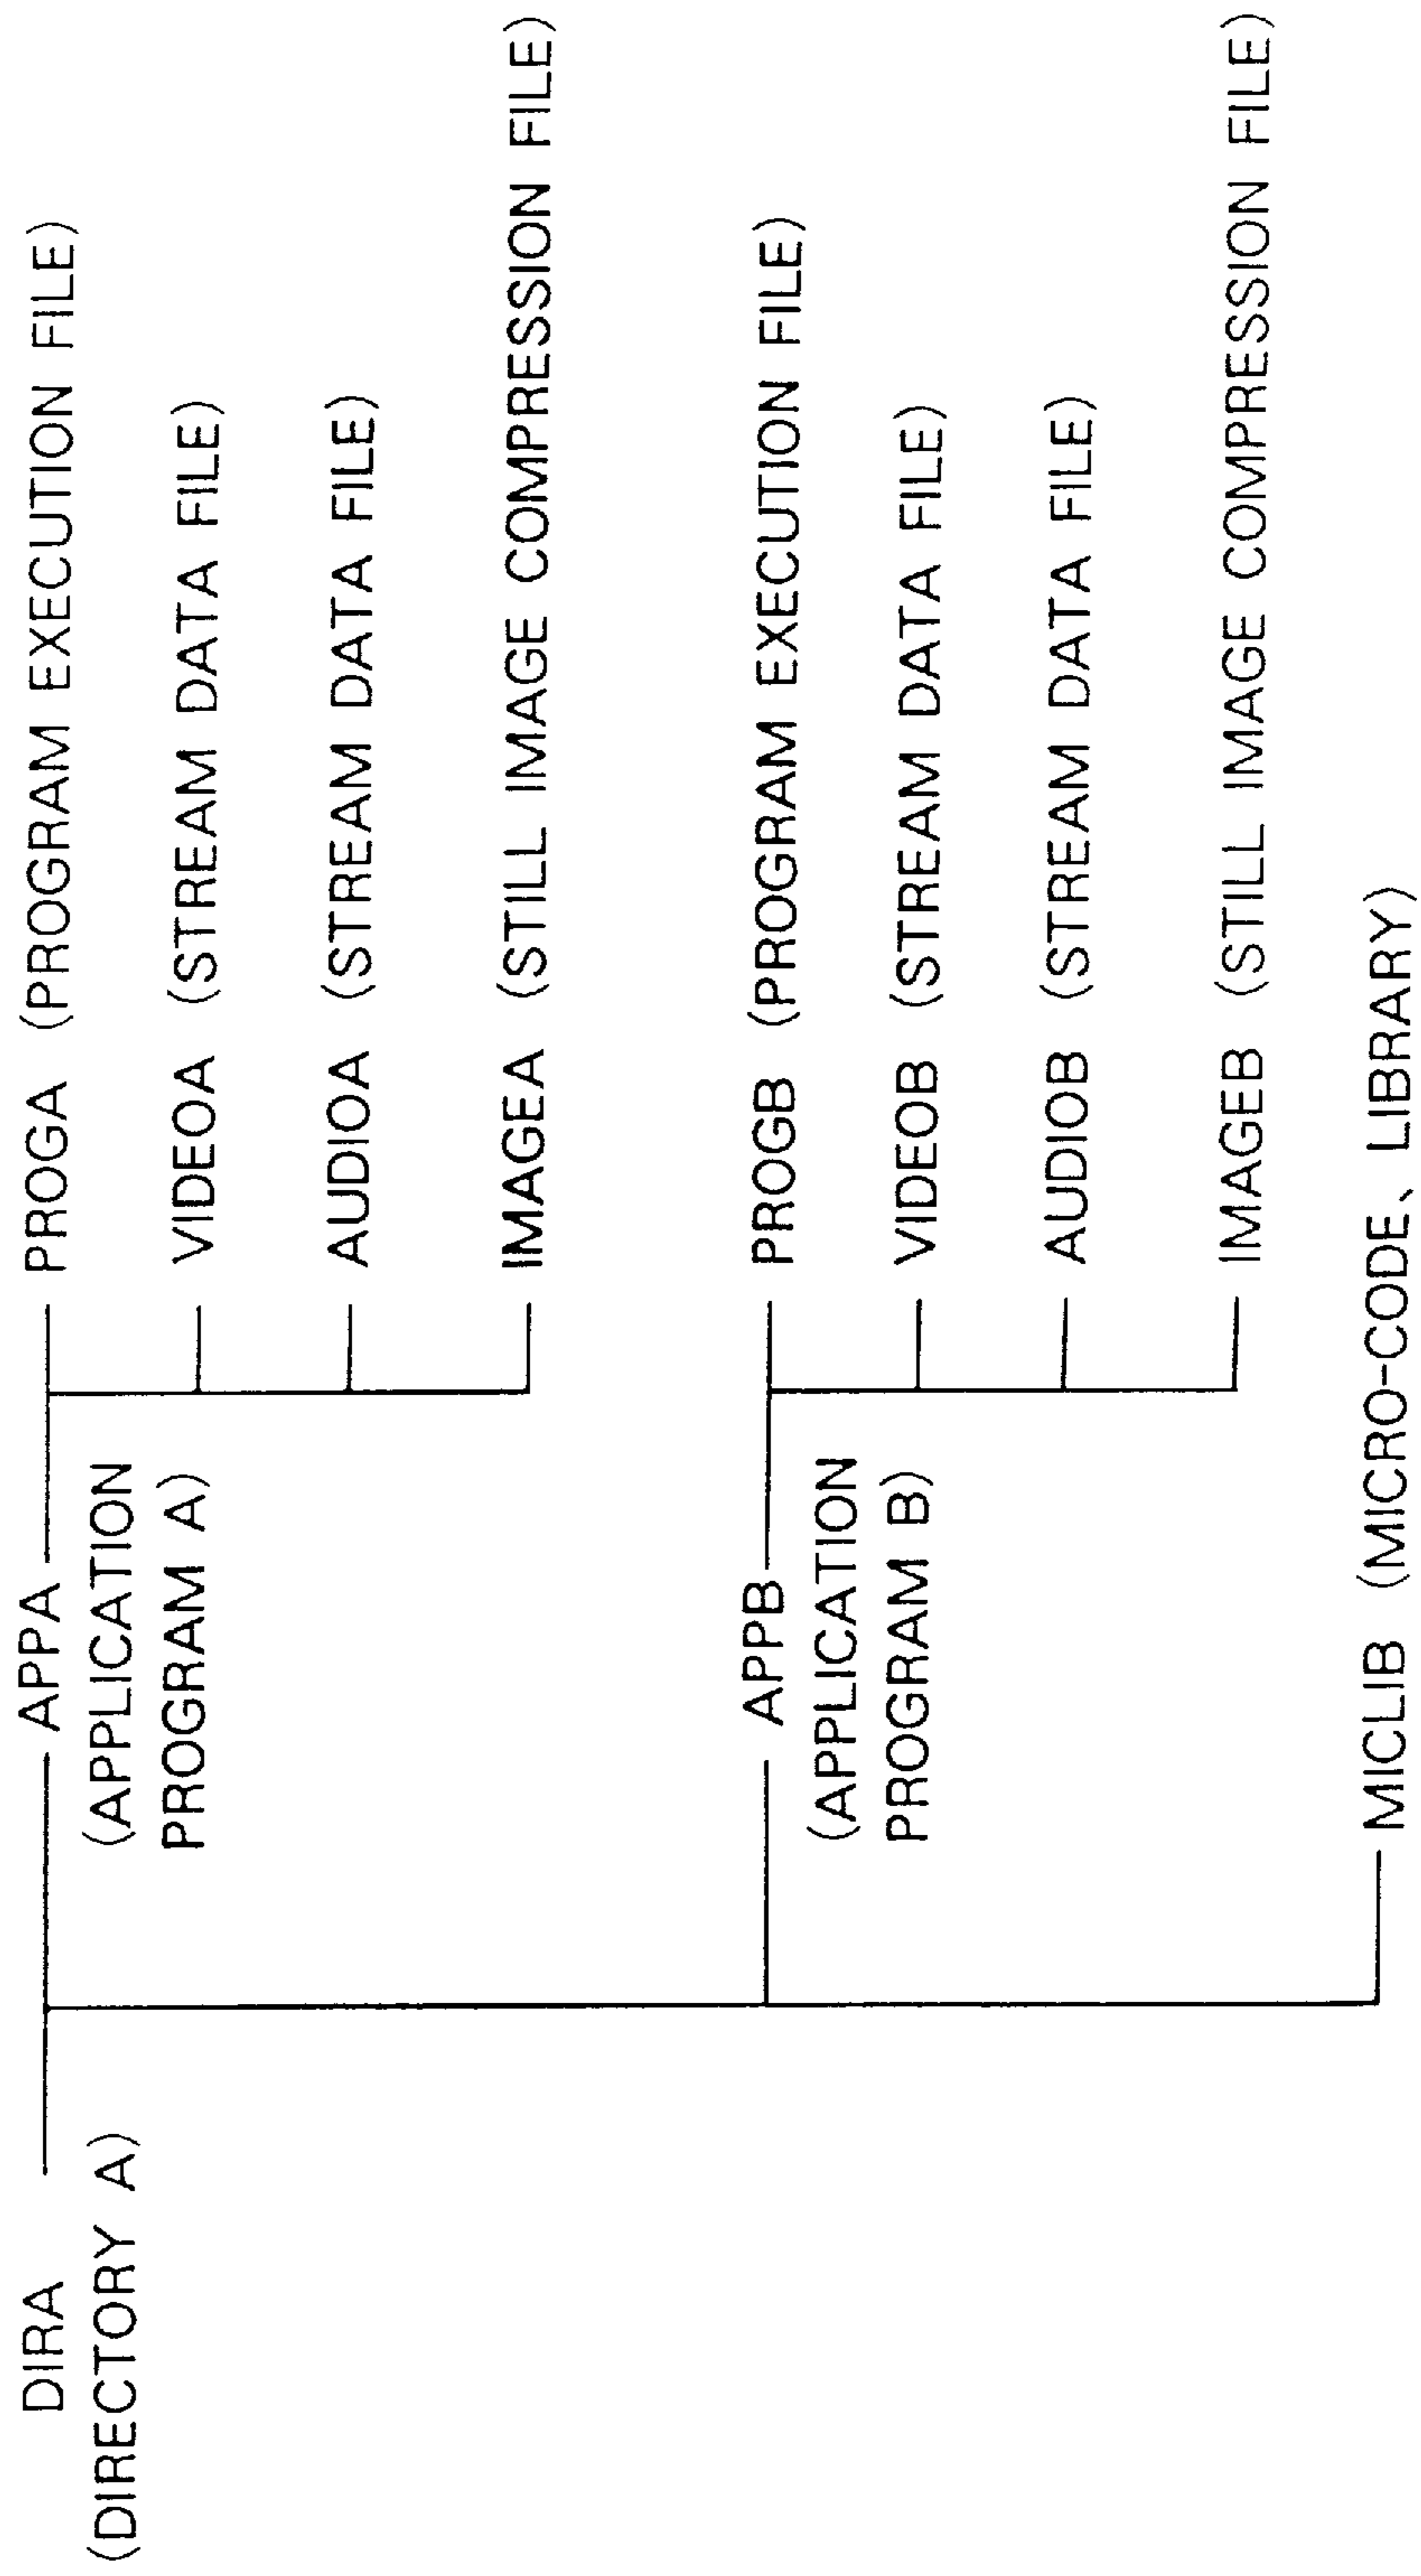 DIRA
(DIRECTORY A)
APPA
(APPLICATION
PROGRAM A)
PROGA (PROGRAM EXECUTION FILE)
VIDEOA (STREAM DATA FILE)
AUDIOA (STREAM DATA FILE)
IMAGEA (STILL IMAGE COMPRESSION FILE)
APPB
(APPLICATION
PROGRAM B)
PROGB (PROGRAM EXECUTION FILE)
VIDEOB (STREAM DATA FILE)
AUDIOB (STREAM DATA FILE)
IMAGEB (STILL IMAGE COMPRESSION FILE)
MICLIB (MICRO-CODE、LIBRARY)